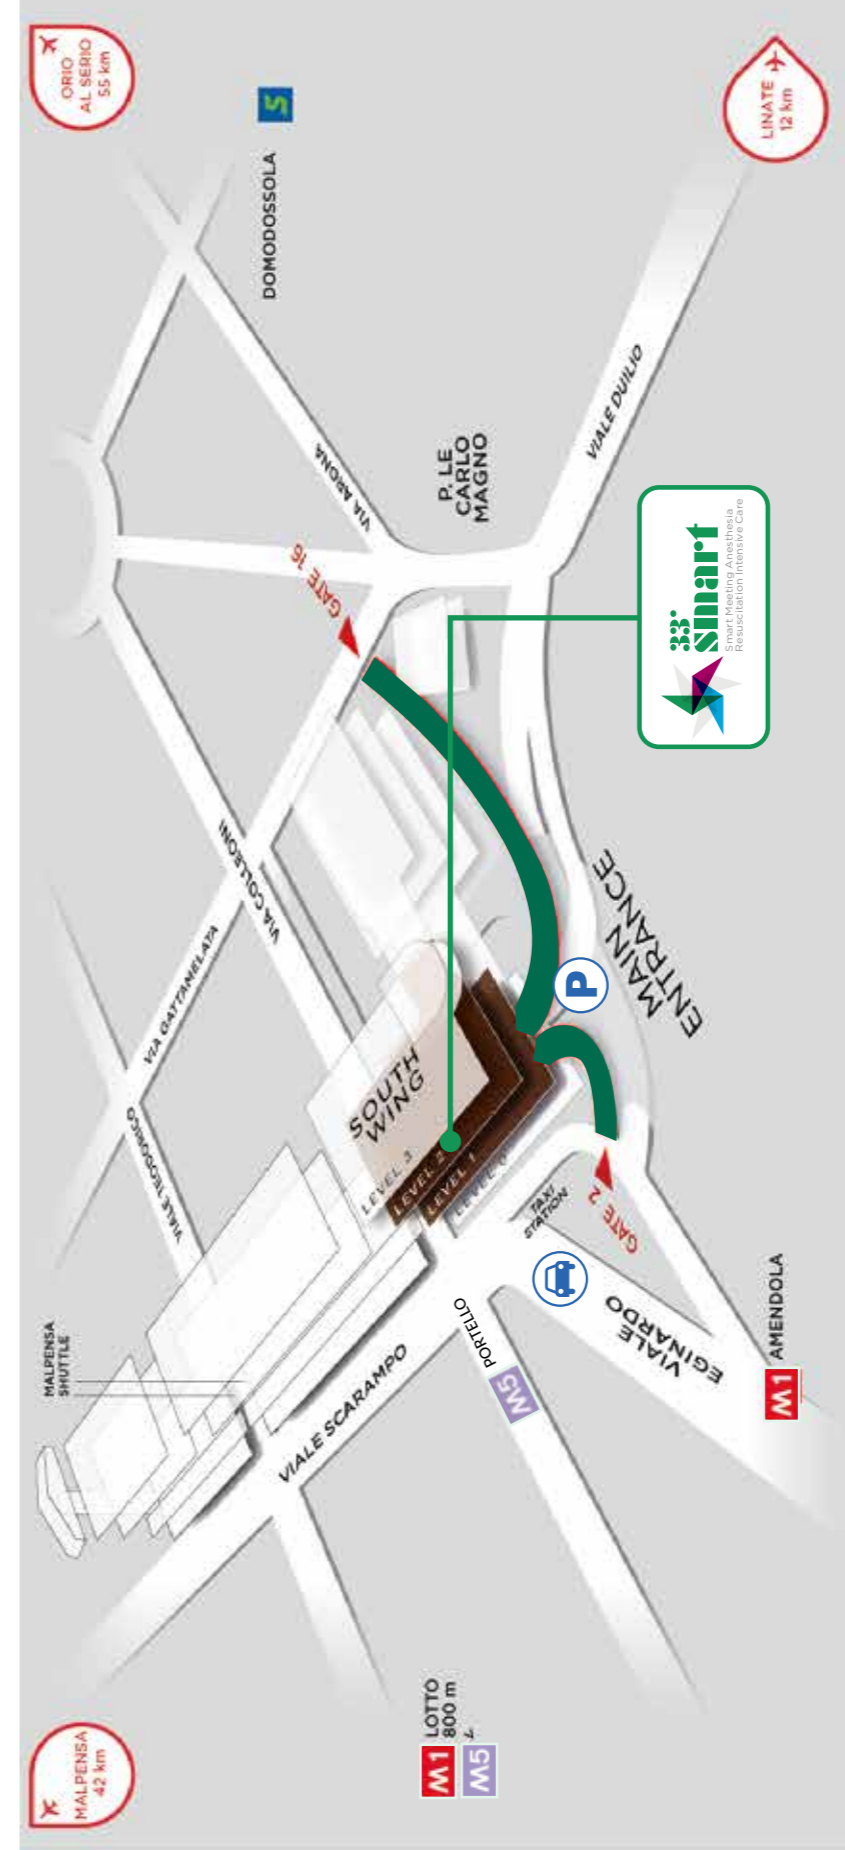 MALPENSA
42 km
ORIO
AL SERIO
55 km
LINATE
12 km
MALPENSA
SHUTTLE
VIALE TEODORICO
VIA GATTAMELATA
VIA COLLEONI
DOMODOSSOLA
S
VIA ARONA
GATE 16
P. LE
CARLO
MAGNO
VIALE DUILIO
SOUTH
WING
LEVEL 3
LEVEL 2
LEVEL 1
LEVEL 0
VIALE SCARAMPO
M1
M5
LOTTO
800 m
PORTELLO
M5
TAXI
STATION
GATE 2
P
MAIN
ENTRANCE
VIALE
EGINARDO
M1
AMENDOLA
33°
smart
Smart Meeting Anesthesia
Resuscitation Intensive Care